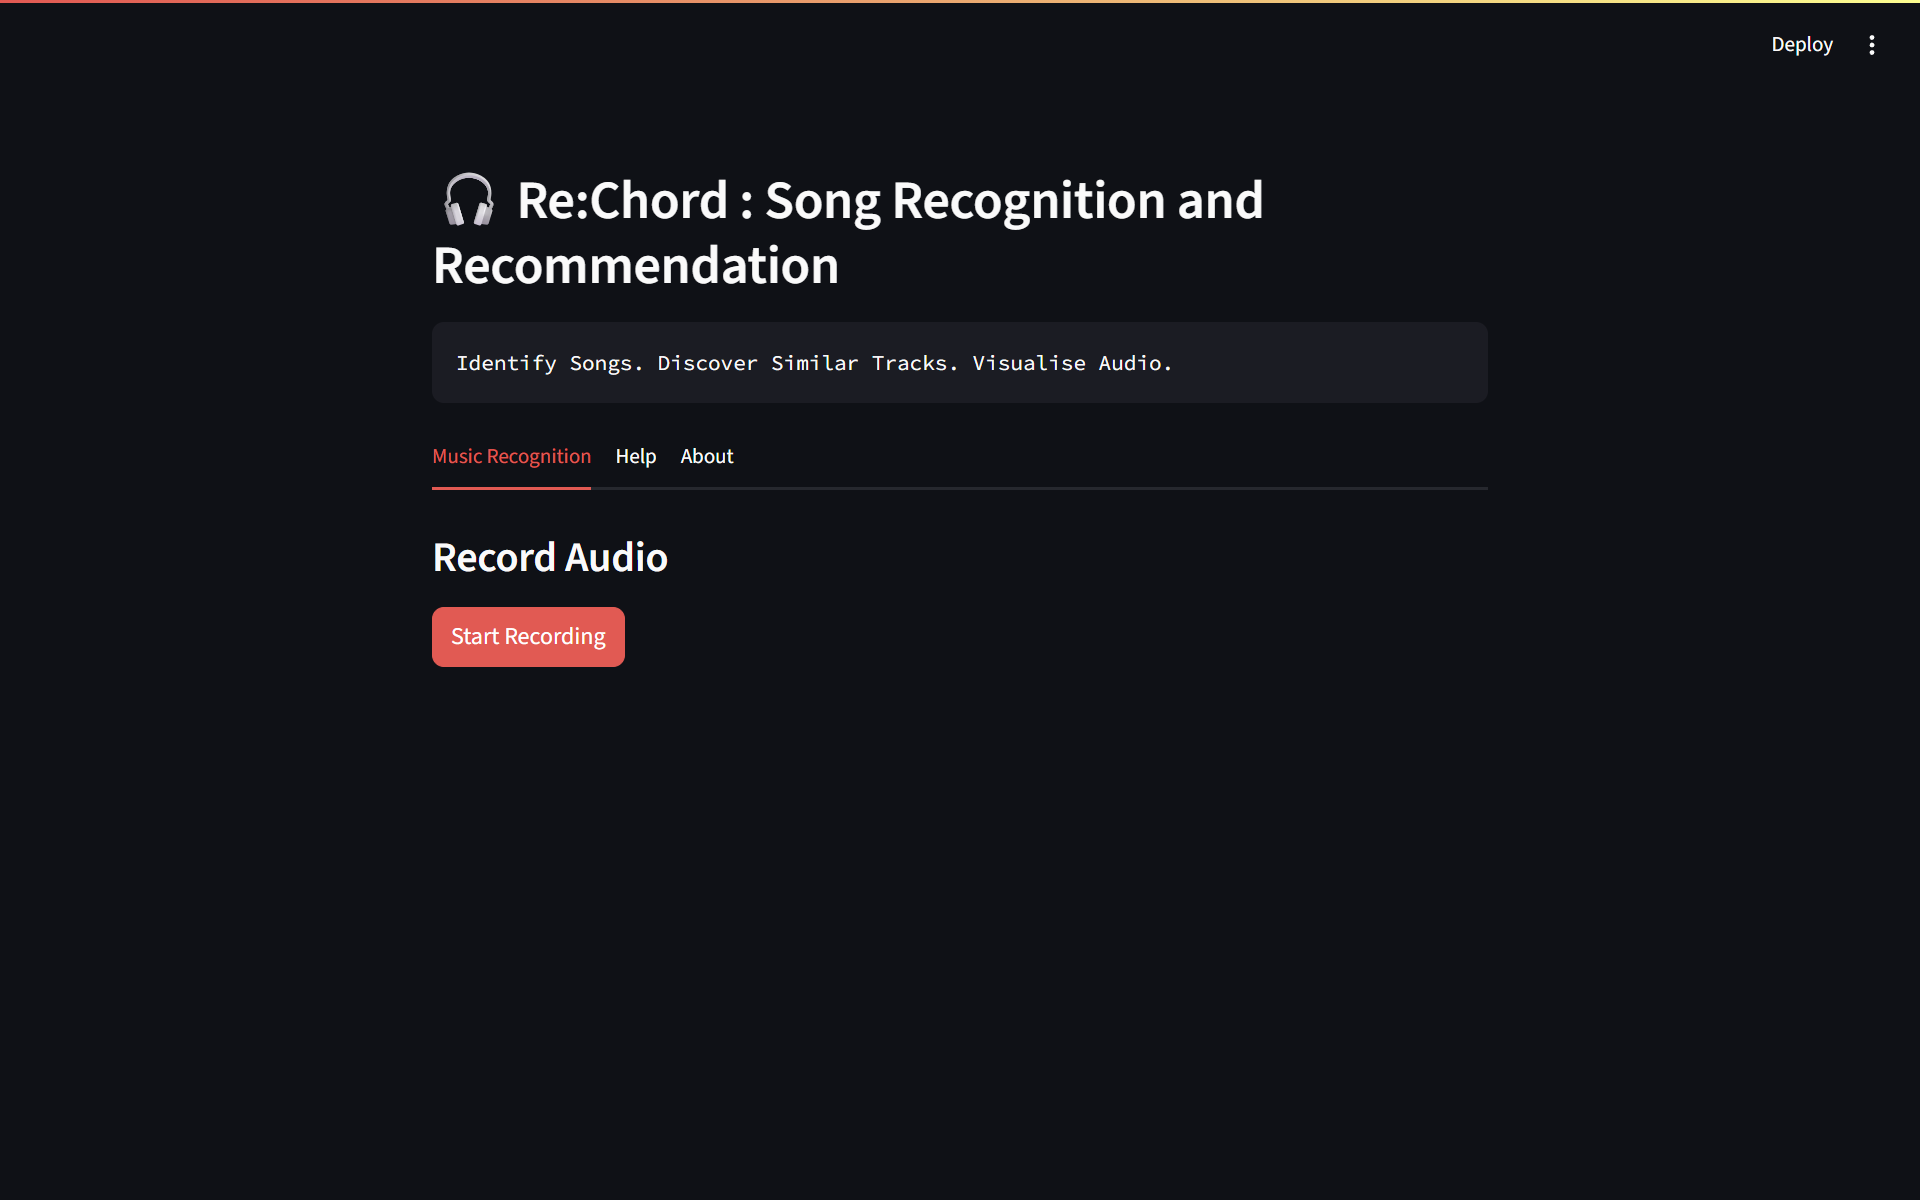 Deploy
Re:Chord : Song Recognition and
Recommendation
Identify Songs. Discover Similar Tracks. Visualise Audio.
Music Recognition Help About
Record Audio
Start Recording